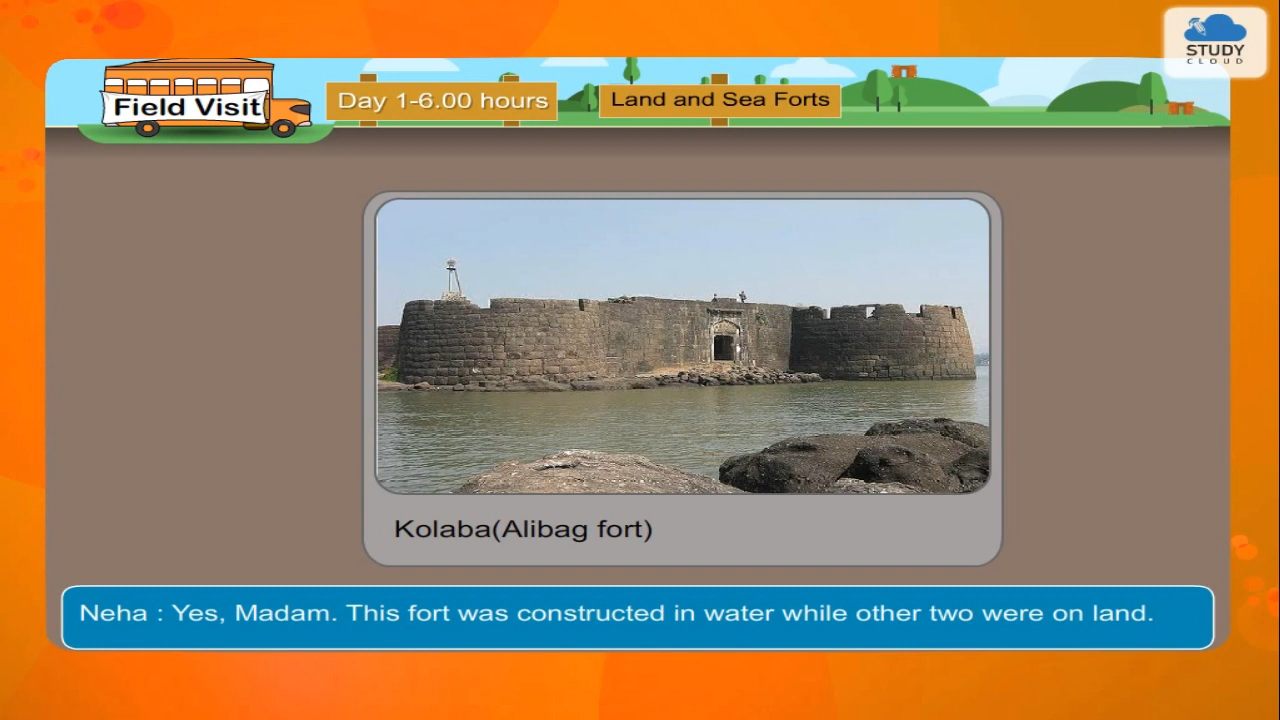 STUDY
CLOUD
Field Visit
Day 1-6.00 hours
Land and Sea Forts
Kolaba(Alibag fort)
Neha : Yes, Madam. This fort was constructed in water while other two were on land.